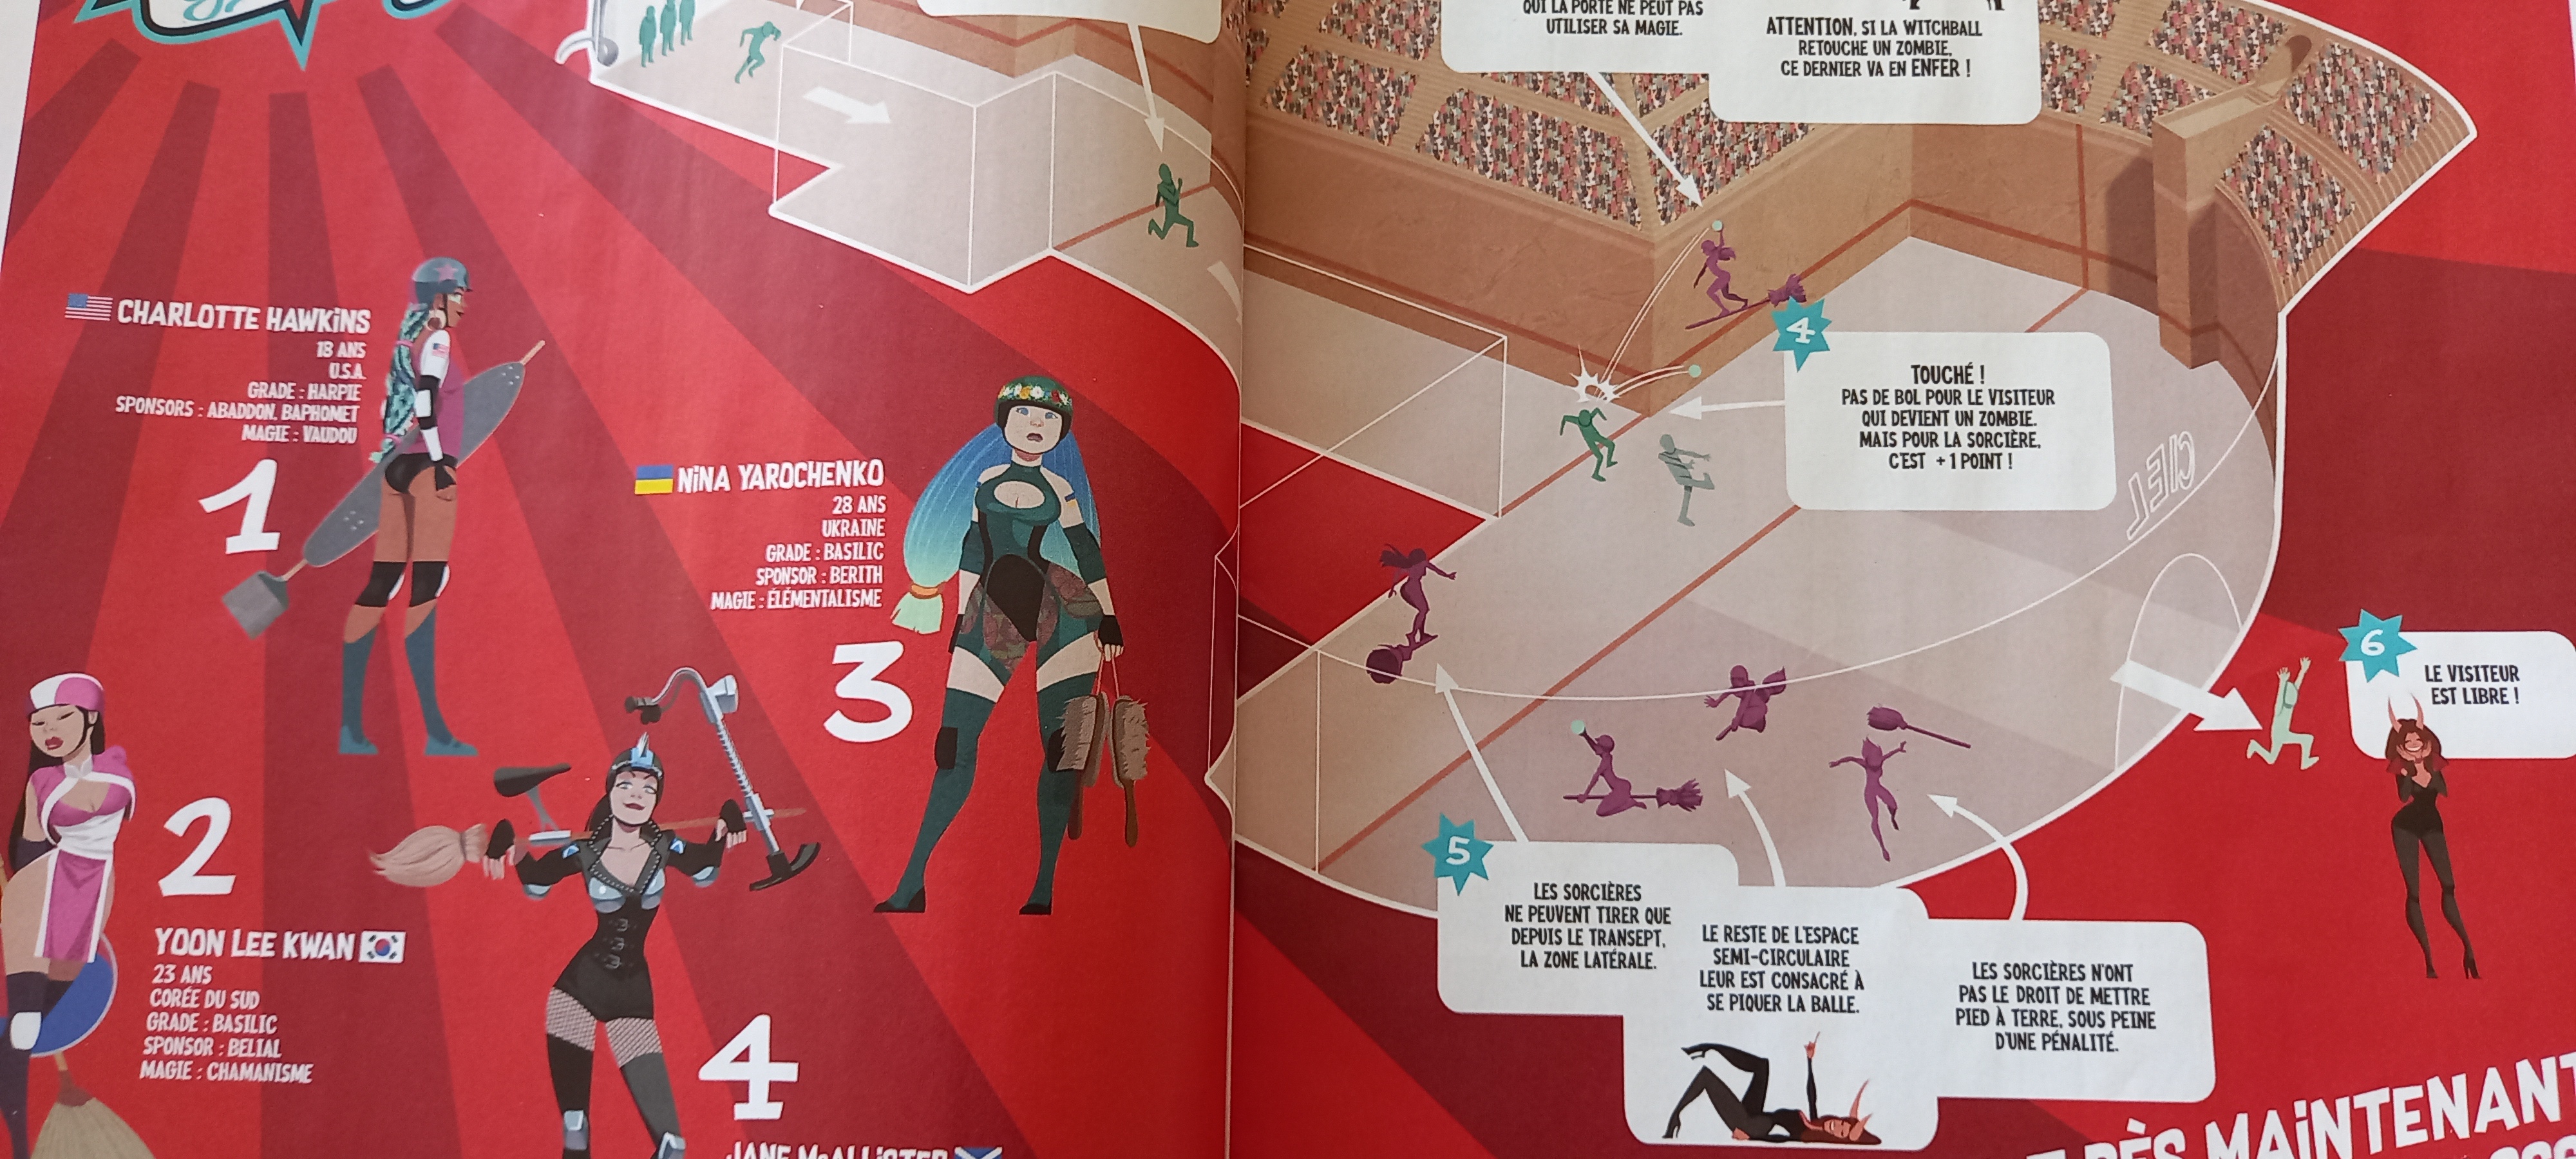 CHARLOTTE HAWKINS
18 ANS
U.S.A.
GRADE : HARPIE
SPONSORS : ABADDON, BAPHOMET
MAGIE : VAUDOU
1
2
YOON LEE KWAN
23 ANS
CORÉE DU SUD
GRADE : BASILIC
SPONSOR : BELIAL
MAGIE : CHAMANISME
NINA YAROCHENKO
28 ANS
UKRAINE
GRADE : BASILIC
SPONSOR : BERITH
MAGIE : ÉLÉMENTALISME
3
4
QUI LA PORTE NE PEUT PAS
UTILISER SA MAGIE.
ATTENTION, SI LA WITCHBALL
RETOUCHE UN ZOMBIE,
CE DERNIER VA EN ENFER !
4
TOUCHÉ !
PAS DE BOL POUR LE VISITEUR
QUI DEVIENT UN ZOMBIE.
MAIS POUR LA SORCIÈRE,
C'EST +1 POINT !
CIEL
5
LES SORCIÈRES
NE PEUVENT TIRER QUE
DEPUIS LE TRANSEPT,
LA ZONE LATÉRALE.
LE RESTE DE L'ESPACE
SEMI-CIRCULAIRE
LEUR EST CONSACRÉ À
SE PIQUER LA BALLE.
LES SORCIÈRES N'ONT
PAS LE DROIT DE METTRE
PIED À TERRE, SOUS PEINE
D'UNE PÉNALITÉ.
6
LE VISITEUR
EST LIBRE !
MAINTENANT